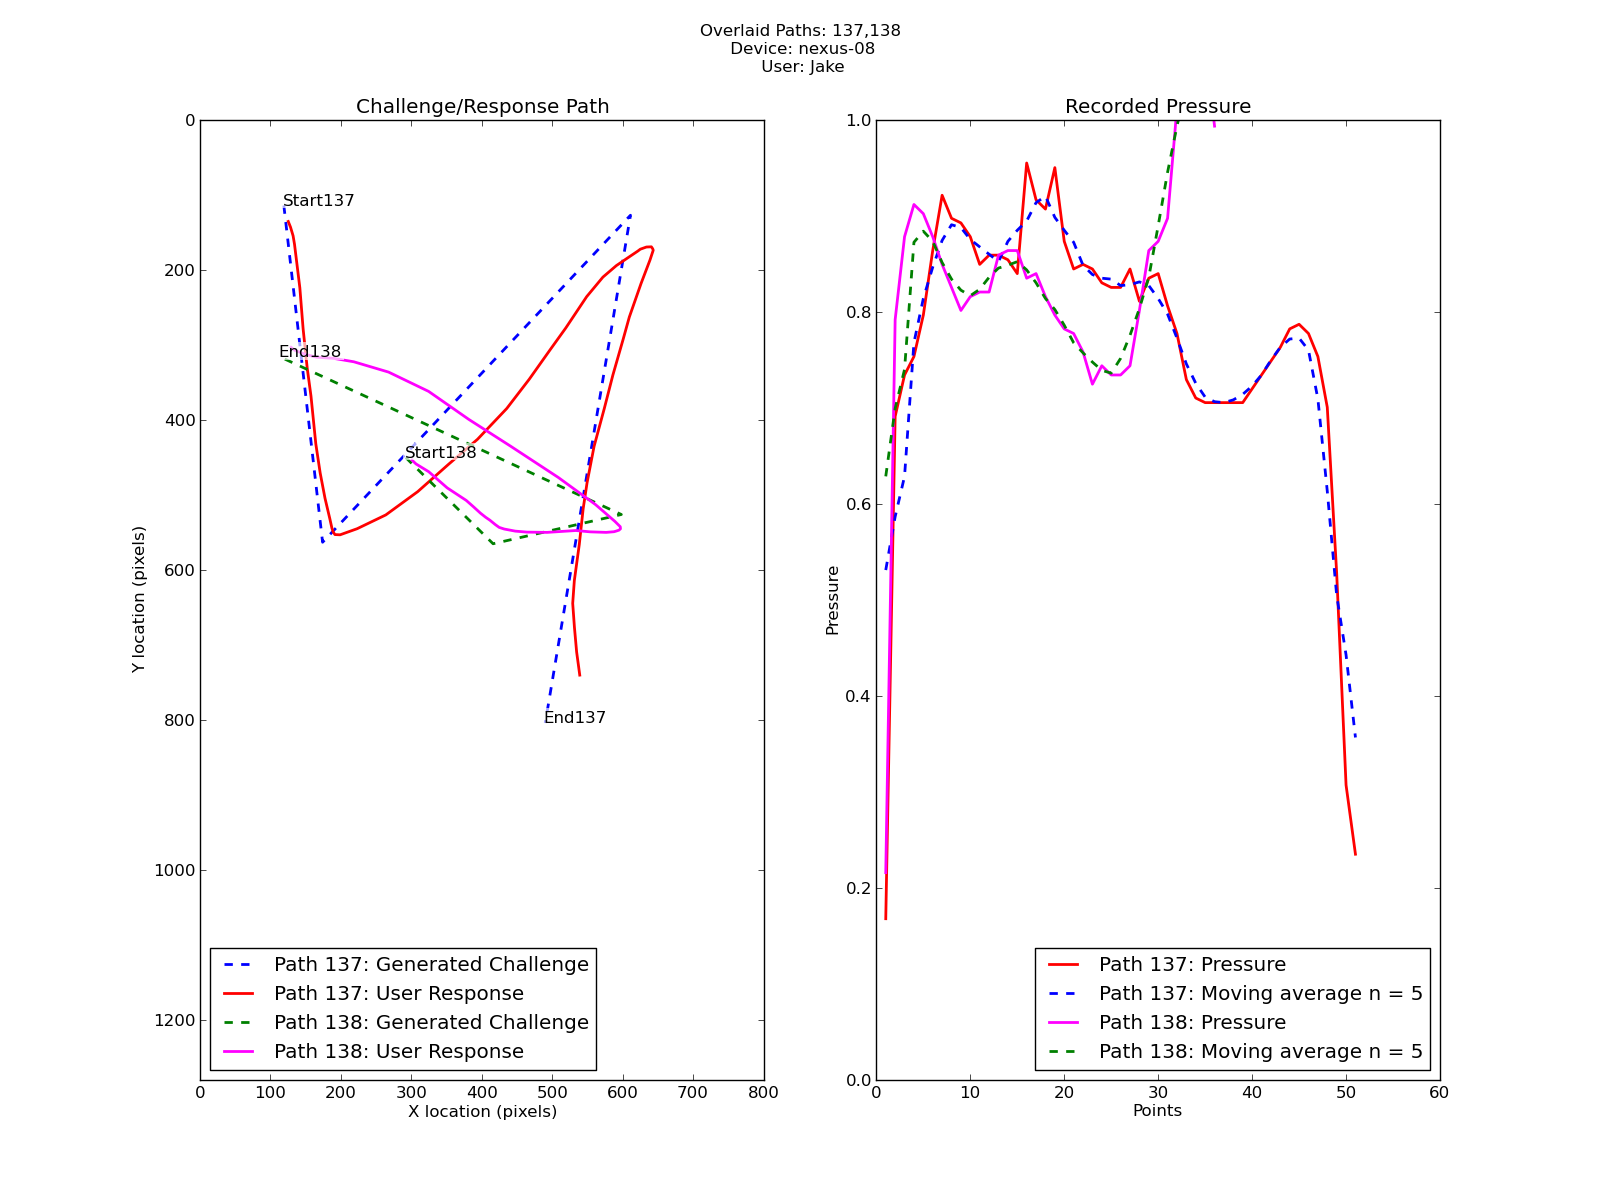 Overlaid Paths: 137,138
Device: nexus-08
User: Jake
Challenge/Response Path
0
200
400
600
800
1000
1200
Y location (pixels)
Start137
End138
Start138
End137
Path 137: Generated Challenge
Path 137: User Response
Path 138: Generated Challenge
Path 138: User Response
0 100 200 300 400 500 600 700 800
X location (pixels)
Recorded Pressure
1.0
0.8
0.6
0.4
0.2
0.0
Pressure
Path 137: Pressure
Path 137: Moving average n = 5
Path 138: Pressure
Path 138: Moving average n = 5
0 10 20 30 40 50 60
Points